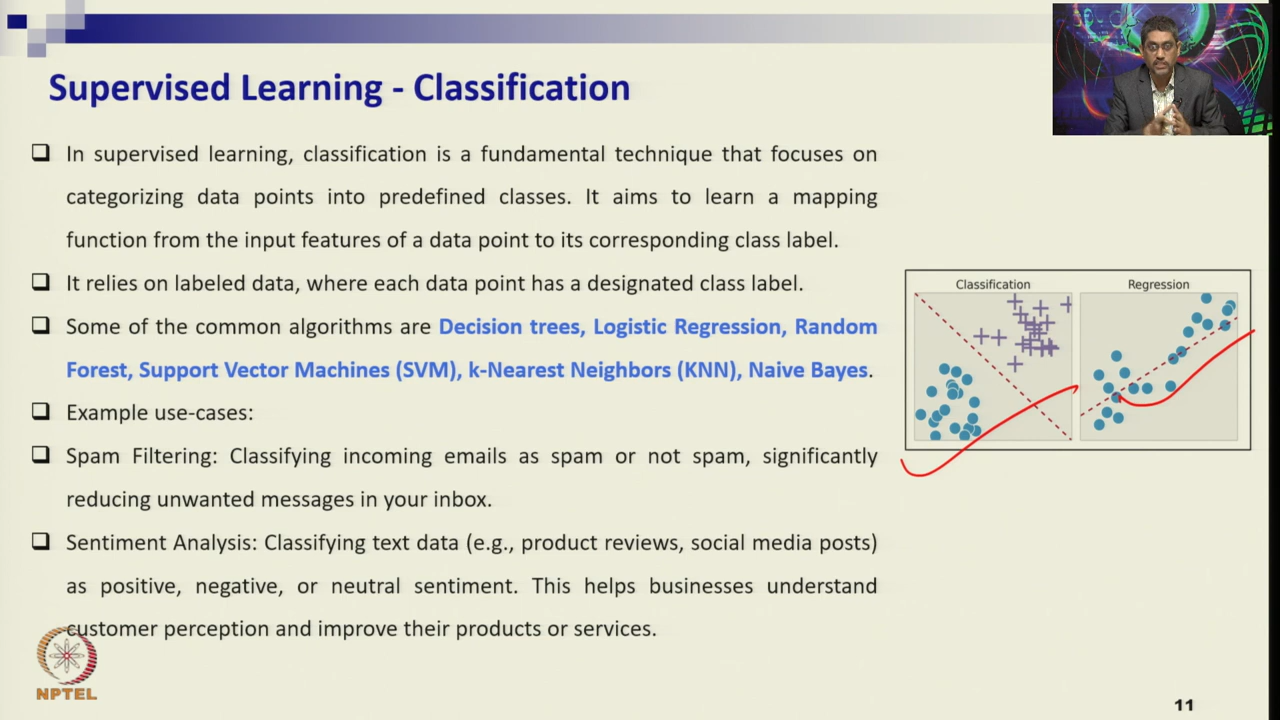 Supervised Learning - Classification
❑ In supervised learning, classification is a fundamental technique that focuses on
categorizing data points into predefined classes. It aims to learn a mapping
function from the input features of a data point to its corresponding class label.
❑ It relies on labeled data, where each data point has a designated class label.
❑ Some of the common algorithms are Decision trees, Logistic Regression, Random
Forest, Support Vector Machines (SVM), k-Nearest Neighbors (KNN), Naive Bayes.
❑ Example use-cases:
❑ Spam Filtering: Classifying incoming emails as spam or not spam, significantly
reducing unwanted messages in your inbox.
❑ Sentiment Analysis: Classifying text data (e.g., product reviews, social media posts)
as positive, negative, or neutral sentiment. This helps businesses understand
customer perception and improve their products or services.
Classification
Regression
NPTEL
11